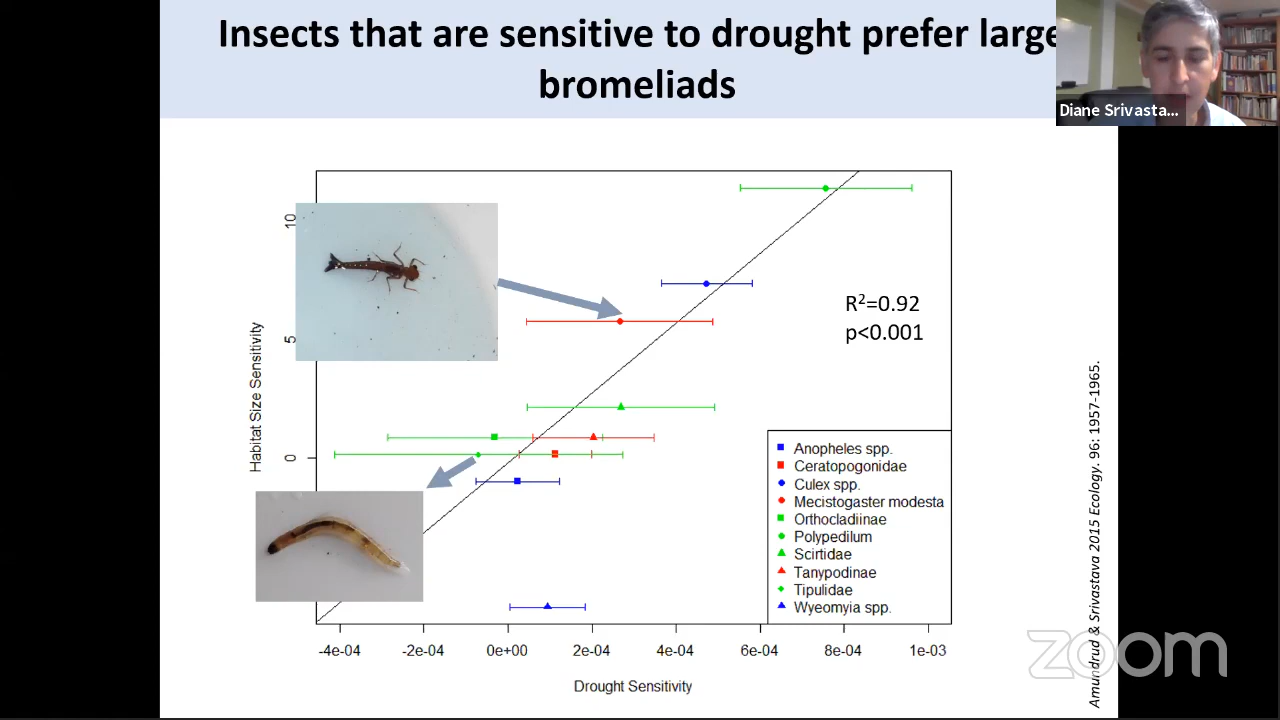 Insects that are sensitive to drought prefer large
bromeliads
Diane Srivasta...
10
5
0
Habitat Size Sensitivity
R²=0.92
p<0.001
Anopheles spp.
Ceratopogonidae
Culex spp.
Mecistogaster modesta
Orthocladiinae
Polypedilum
Scirtidae
Tanypodinae
Tipulidae
Wyeomyia spp.
-4e-04 -2e-04 0e+00 2e-04 4e-04 6e-04 8e-04 1e-03
Drought Sensitivity
Amundrud & Srivastava 2015 Ecology. 96: 1957-1965.
zoom